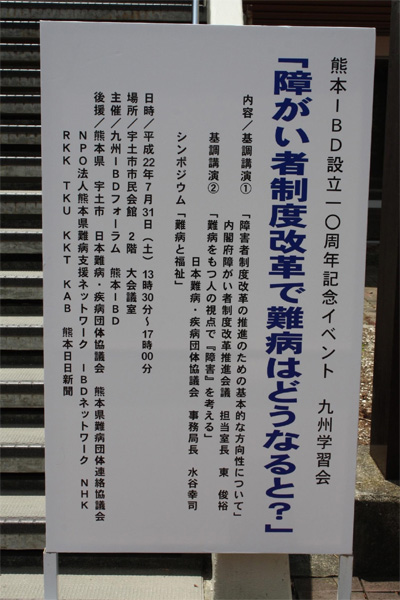 熊本IBD設立一〇周年記念イベント 九州学習会
「障がい者制度改革で難病はどうなると？」
内容／基調講演① 「障害者制度改革の推進のための基本的な方向性について」
内閣府障がい者制度改革推進会議 担当室長 東 俊裕
基調講演② 「難病をもつ人の視点で『障害』を考える」
日本難病・疾病団体協議会 事務局長 水谷幸司
シンポジウム「難病と福祉」
日時／平成22年7月31日（土）13時30分～17時00分
場所／宇土市市民会館 2階 大会議室
主催／九州IBDフォーラム 熊本IBD
後援／熊本県 宇土市 日本難病・疾病団体協議会 熊本県難病団体連絡協議会
NPO法人熊本県難病支援ネットワーク IBDネットワーク NHK
RKK TKU KKT KAB 熊本日日新聞